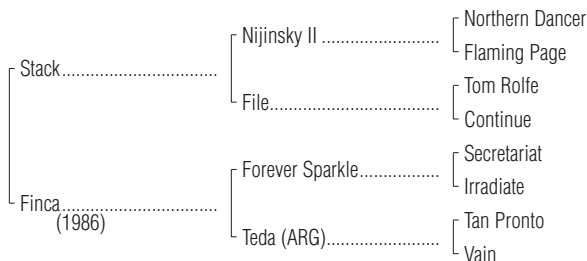 Northern Dancer
Nijinsky II ..............................
Flaming Page
Stack........................................
Tom Rolfe
File...........................................
Continue
Secretariat
Forever Sparkle....................
Irradiate
Finca........................................
(1986)
Tan Pronto
Teda (ARG)............................
Vain